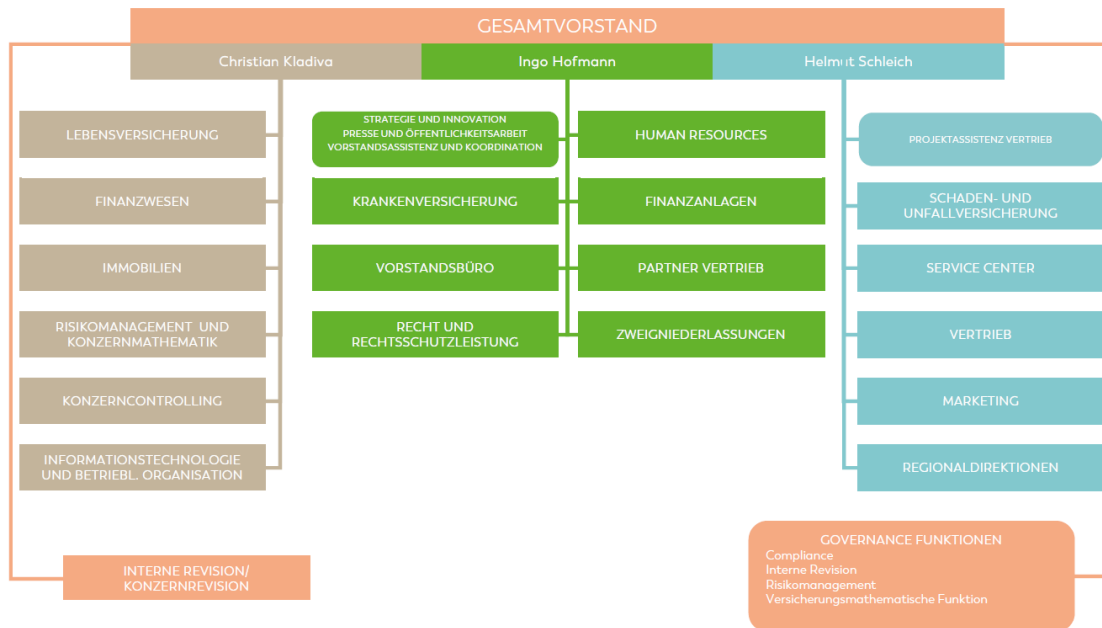 GESAMTVORSTAND
Christian Kladiva
Ingo Hofmann
Helmut Schleich
LEBENSVERSICHERUNG
FINANZWESEN
IMMOBILIEN
RISIKOMANAGEMENT UND
KONZERNMATHEMATIK
KONZERNCONTROLLING
INFORMATIONSTECHNOLOGIE
UND BETRIEBL. ORGANISATION
STRATEGIE UND INNOVATION
PRESSE UND ÖFFENTLICHKEITSARBEIT
VORSTANDSASSISTENZ UND KOORDINATION
KRANKENVERSICHERUNG
VORSTANDSBÜRO
RECHT UND
RECHTSSCHUTZLEISTUNG
HUMAN RESOURCES
FINANZANLAGEN
PARTNER VERTRIEB
ZWEIGNIEDERLASSUNGEN
PROJEKTASSISTENZ VERTRIEB
SCHADEN- UND
UNFALLVERSICHERUNG
SERVICE CENTER
VERTRIEB
MARKETING
REGIONALDIREKTIONEN
INTERNE REVISION/
KONZERNREVISION
GOVERNANCE FUNKTIONEN
Compliance
Interne Revision
Risikomanagement
Versicherungsmathematische Funktion